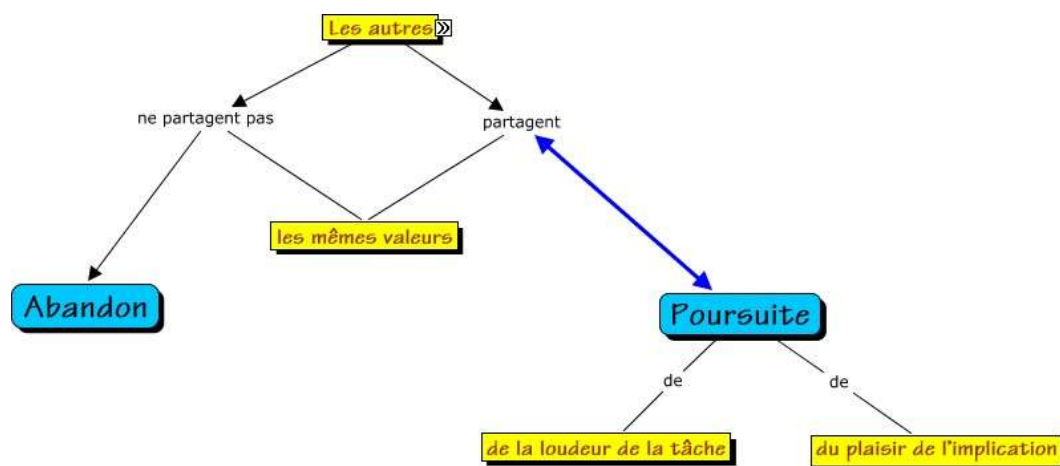 Les autres
ne partagent pas
partagent
les mêmes valeurs
Abandon
Poursuite
de
de
de la loudeur de la tâche
du plaisir de l'implication